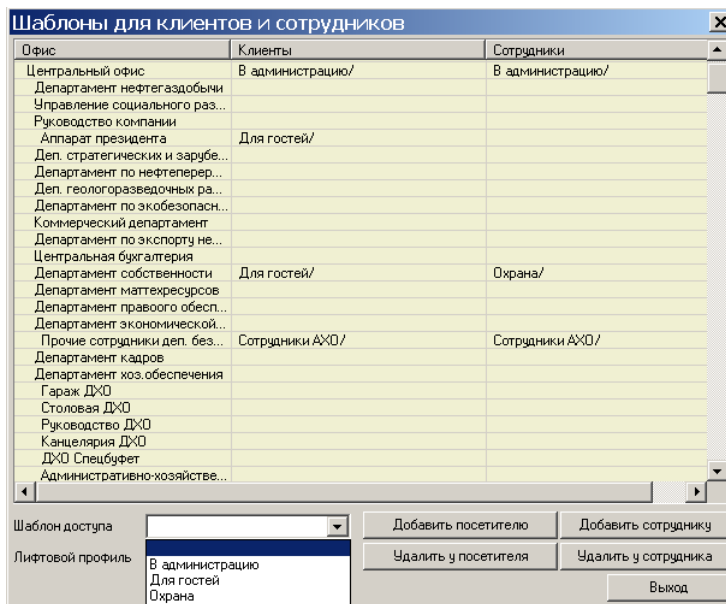 Шаблоны для клиентов и сотрудников
Офис Клиенты Сотрудники
Центральный офис В администрацию/ В администрацию/
Департамент нефтегаздобычи
Управление социального раз...
Руководство компании
Аппарат президента Для гостей/
Деп. стратегических и зарубе...
Департамент по нефтеперер...
Деп. геологоразведочных ра...
Департамент по экобезопасн...
Коммерческий департамент
Департамент по экспорту не...
Центральная бухгалтерия
Департамент собственности Для гостей/ Охрана/
Департамент маттехресурсов
Департамент правоого обесп...
Департамент экономической...
Прочие сотрудники деп. без... Сотрудники АХО/ Сотрудники АХО/
Департамент кадров
Департамент хоз.обеспечения
Гараж ДХО
Столовая ДХО
Руководство ДХО
Канцелярия ДХО
ДХО Спецбуфет
Административно-хозяйстве...
Шаблон доступа Добавить посетителю Добавить сотруднику
Лифтовой профиль Удалить у посетителя Удалить у сотрудника
В администрацию
Для гостей
Охрана
Выход